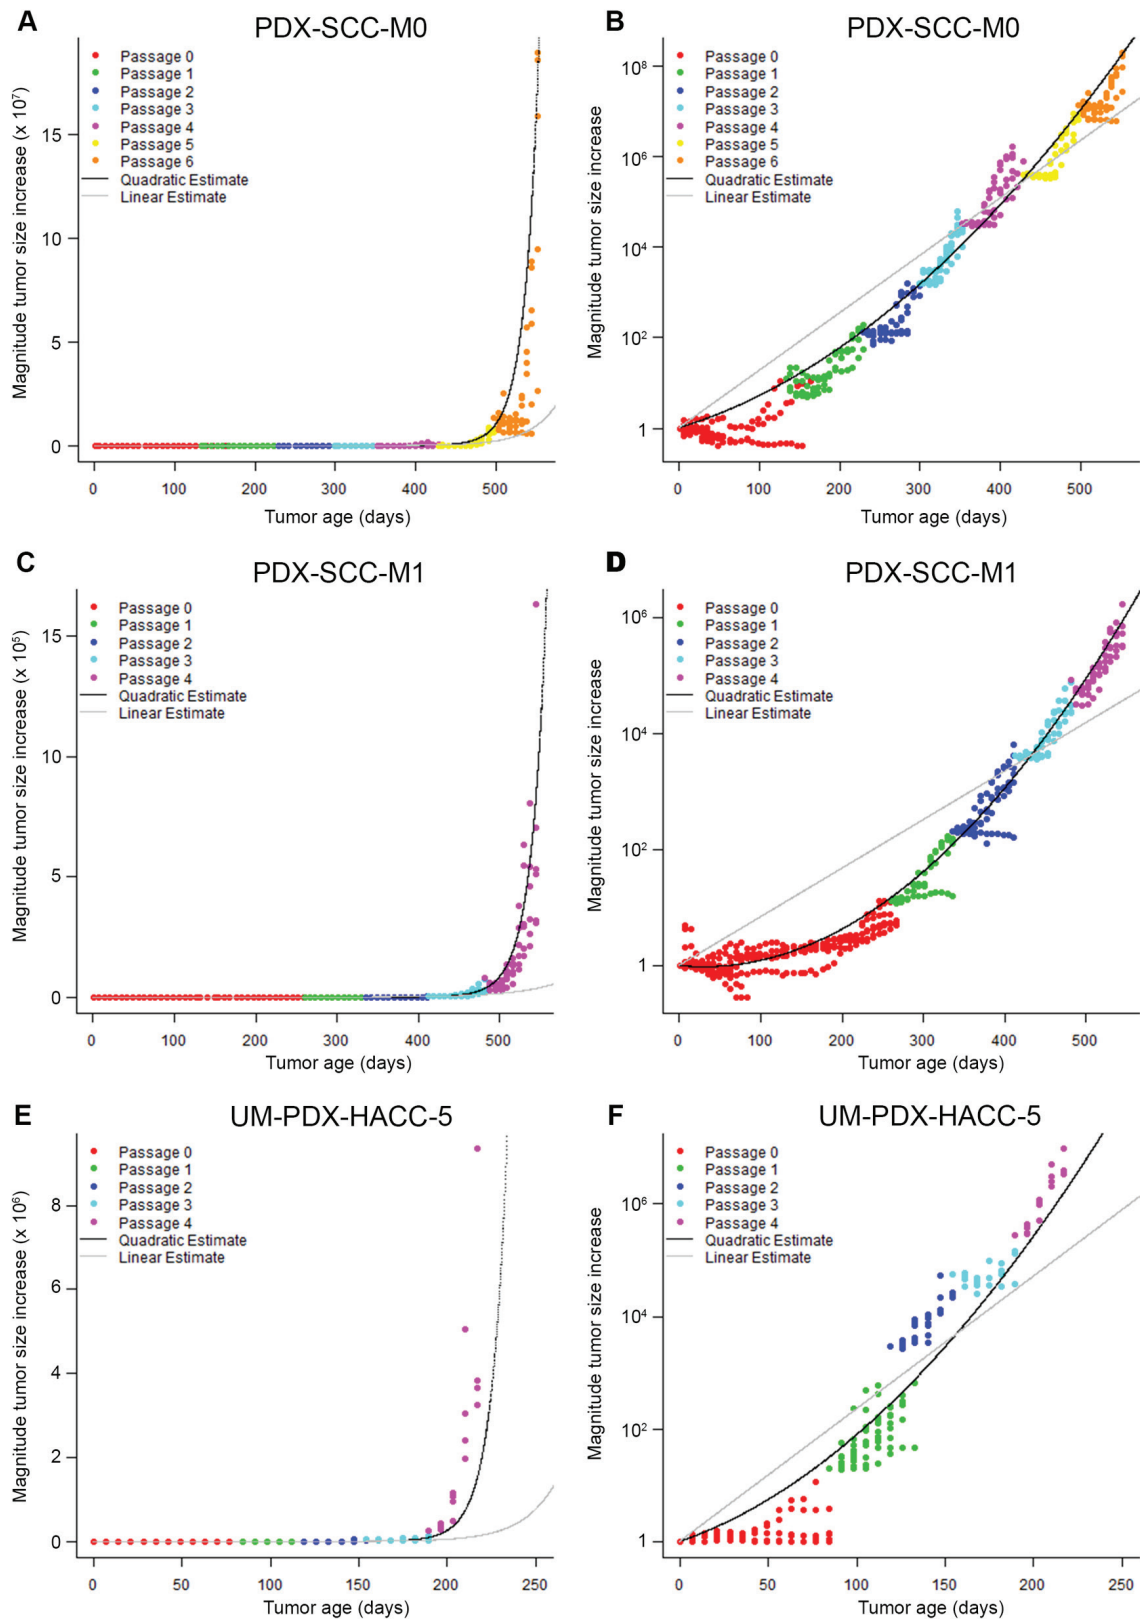 A
PDX-SCC-M0
Magnitude tumor size increase (x 10⁷)
15
10
5
0
Passage 0
Passage 1
Passage 2
Passage 3
Passage 4
Passage 5
Passage 6
Quadratic Estimate
Linear Estimate
0 100 200 300 400 500
Tumor age (days)
B
PDX-SCC-M0
Magnitude tumor size increase
10⁸
10⁶
10⁴
10²
1
Passage 0
Passage 1
Passage 2
Passage 3
Passage 4
Passage 5
Passage 6
Quadratic Estimate
Linear Estimate
0 100 200 300 400 500
Tumor age (days)
C
PDX-SCC-M1
Magnitude tumor size increase (x 10⁵)
15
10
5
0
Passage 0
Passage 1
Passage 2
Passage 3
Passage 4
Quadratic Estimate
Linear Estimate
0 100 200 300 400 500
Tumor age (days)
D
PDX-SCC-M1
Magnitude tumor size increase
10⁶
10⁴
10²
1
Passage 0
Passage 1
Passage 2
Passage 3
Passage 4
Quadratic Estimate
Linear Estimate
0 100 200 300 400 500
Tumor age (days)
E
UM-PDX-HACC-5
Magnitude tumor size increase (x 10⁶)
8
6
4
2
0
Passage 0
Passage 1
Passage 2
Passage 3
Passage 4
Quadratic Estimate
Linear Estimate
0 50 100 150 200 250
Tumor age (days)
F
UM-PDX-HACC-5
Magnitude tumor size increase
10⁶
10⁴
10²
1
Passage 0
Passage 1
Passage 2
Passage 3
Passage 4
Quadratic Estimate
Linear Estimate
0 50 100 150 200 250
Tumor age (days)